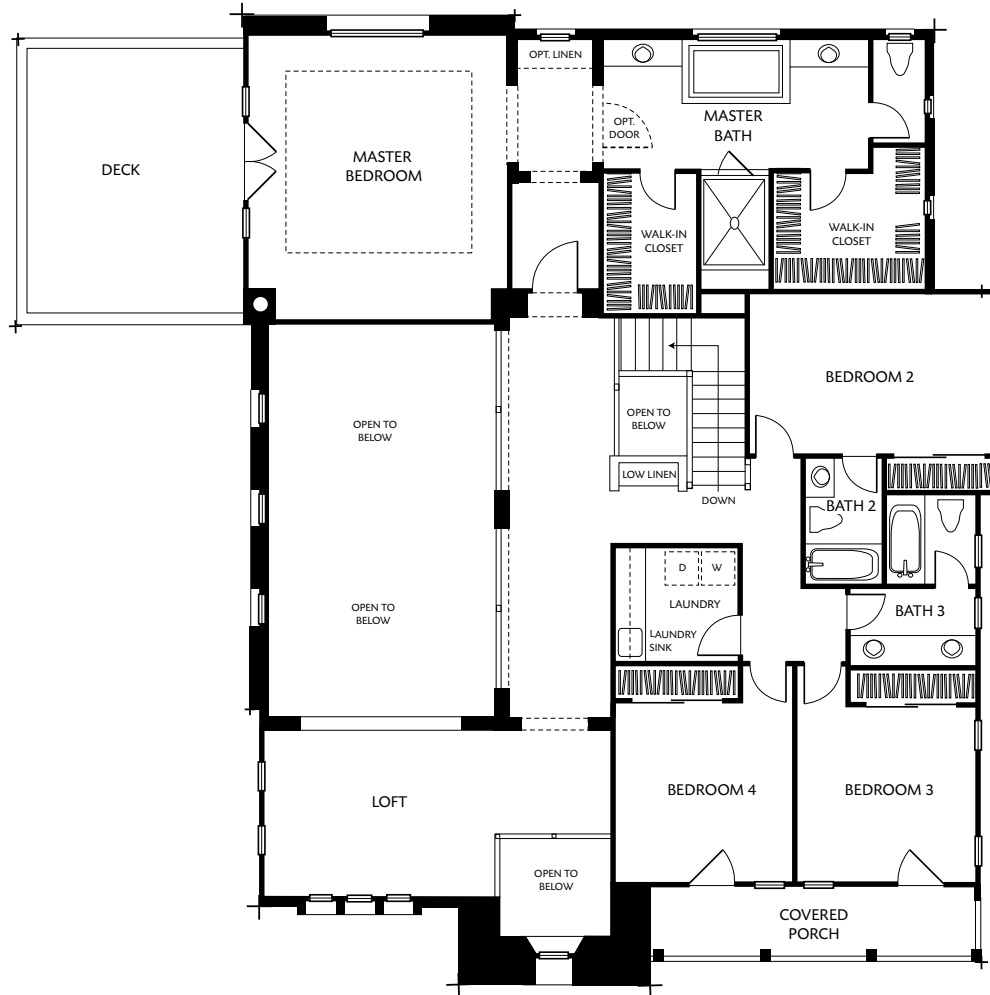 OPT. LINEN
DECK
MASTER
BEDROOM
OPT.
DOOR
MASTER
BATH
WALK-IN
CLOSET
WALK-IN
CLOSET
BEDROOM 2
OPEN TO
BELOW
OPEN TO
BELOW
LOW LINEN
DOWN
BATH 2
D
W
LAUNDRY
OPEN TO
BELOW
BATH 3
LAUNDRY
SINK
BEDROOM 4
BEDROOM 3
LOFT
OPEN TO
BELOW
COVERED
PORCH